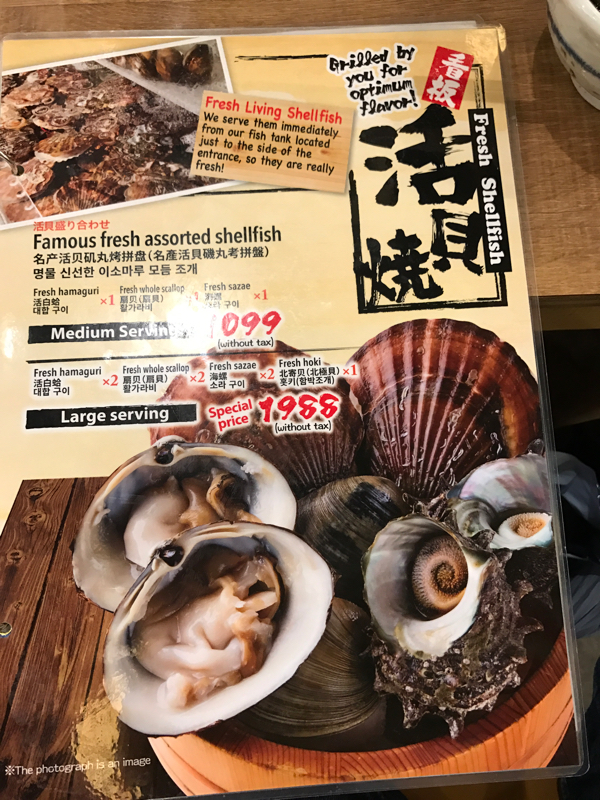 Grilled by
you for
optimum
flavor!
看板
活貝焼
Fresh Shellfish
Fresh Living Shellfish
We serve them immediately
from our fish tank located
just to the side of the
entrance, so they are really
fresh!
活貝盛り合わせ
Famous fresh assorted shellfish
名产活贝矶丸烤拼盘(名產活貝磯丸考拼盤)
명물 신선한 이소마루 모듬 조개
Fresh hamaguri
活白蛤
대합 구이
×1
Fresh whole scallop
扇贝(扇貝)
활가리비
Fresh sazae
×1
Medium
1099
(without tax)
Fresh hamaguri
活白蛤
대합 구이
×2
Fresh whole scallop
扇贝(扇貝)
활가리비
×2
Fresh sazae
海螺
소라 구이
×2
Fresh hoki
北寄贝(北極貝)
훗키(함박조개)
×1
Large serving
Special
price
1988
(without tax)
※The photograph is an image